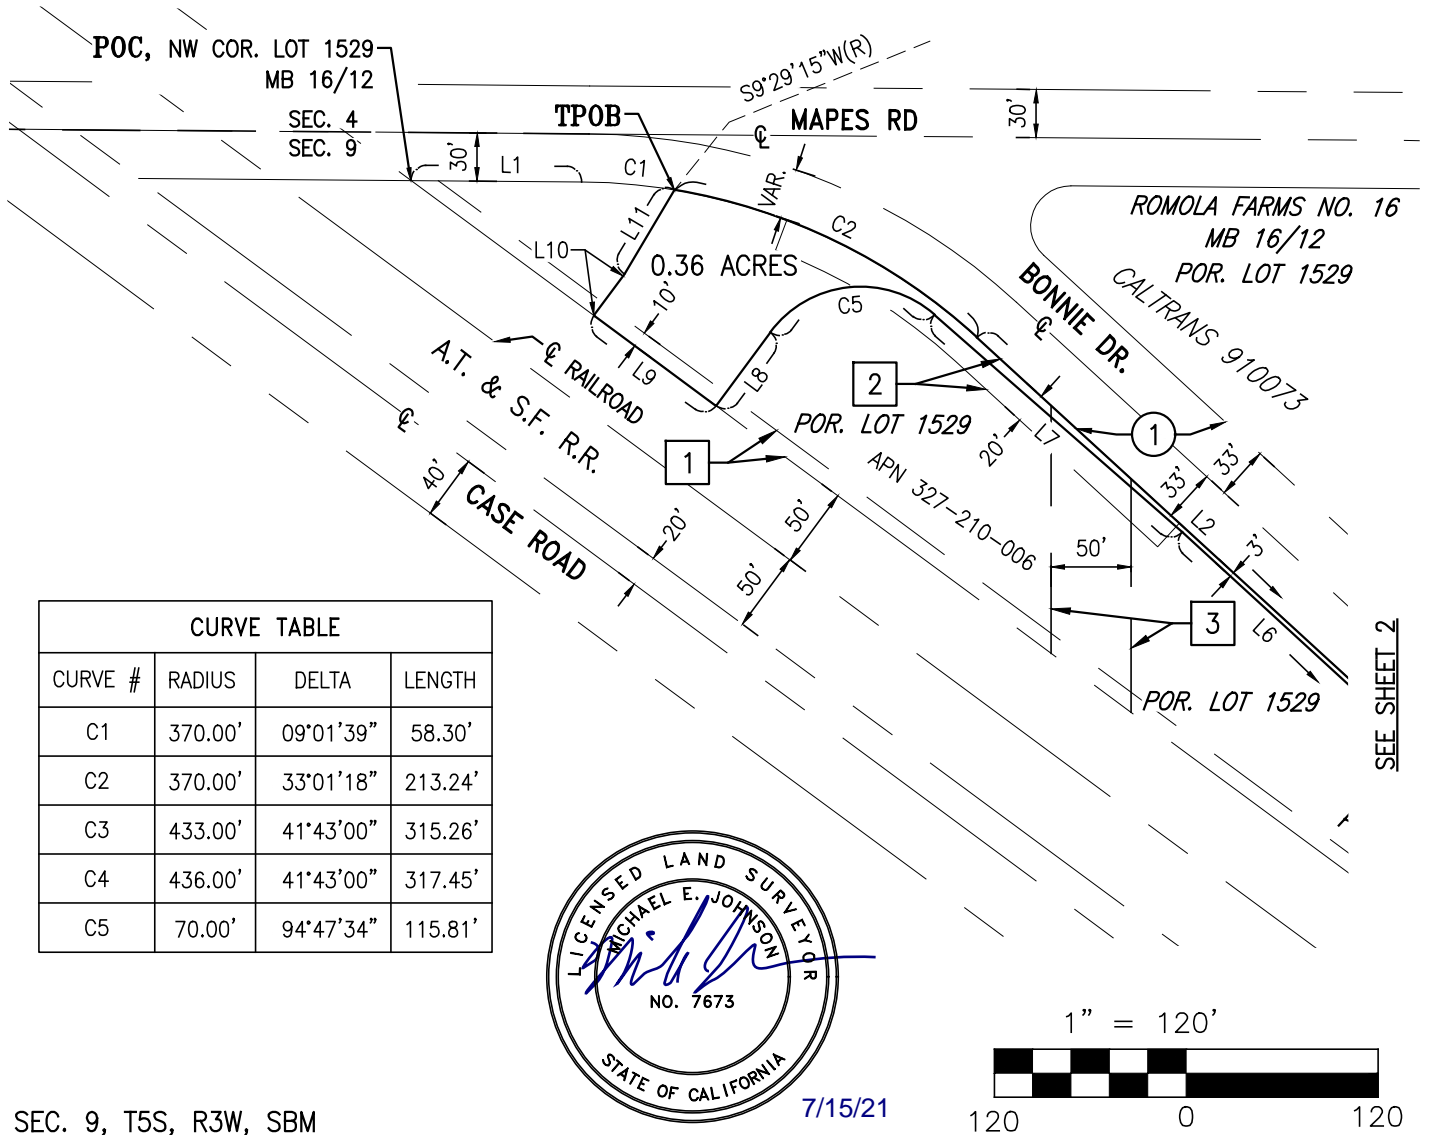 POC, NW COR. LOT 1529
MB 16/12
SEC. 4
SEC. 9
30'
L1
C1
TPOB
S9°29'15"W(R)
℄
MAPES RD
30'
VAR.
C2
L11
L10
0.36 ACRES
10'
C5
ROMOLA FARMS NO. 16
MB 16/12
POR. LOT 1529
BONNIE DR.
℄
CALTRANS 910073
℄ RAILROAD
A.T. & S.F. R.R.
℄
L9
L8
2
POR. LOT 1529
1
1
L7
20'
APN 327-210-006
33'
33'
L2
3'
40'
CASE ROAD
20'
50'
50'
50'
3
L6
POR. LOT 1529
SEE SHEET 2
CURVE TABLE
CURVE # RADIUS DELTA LENGTH
C1 370.00' 09°01'39" 58.30'
C2 370.00' 33°01'18" 213.24'
C3 433.00' 41°43'00" 315.26'
C4 436.00' 41°43'00" 317.45'
C5 70.00' 94°47'34" 115.81'
LICENSED LAND SURVEYOR
MICHAEL E. JOHNSON
NO. 7673
STATE OF CALIFORNIA
7/15/21
1" = 120'
120 0 120
SEC. 9, T5S, R3W, SBM